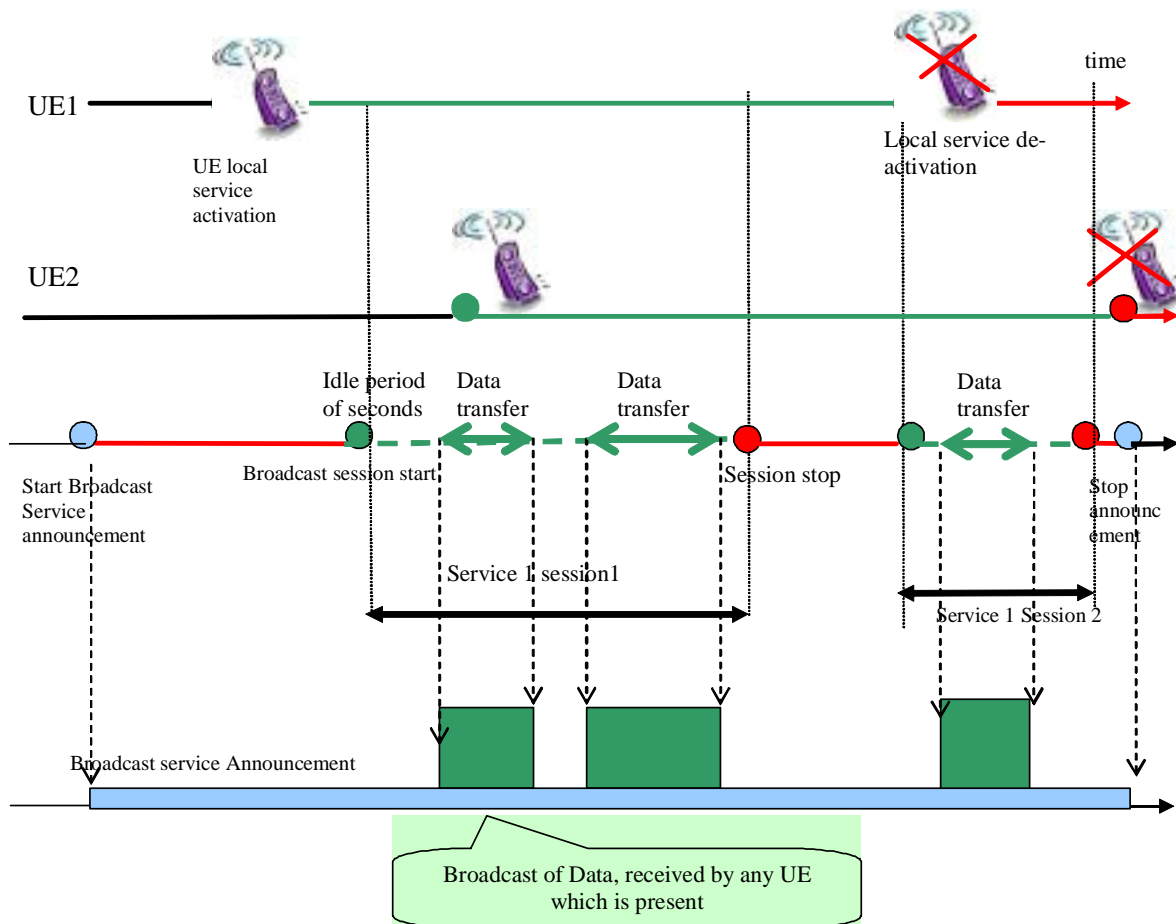 time
UE1
UE local
service
activation
Local service de-
activation
UE2
Idle period
of seconds
Data
transfer
Data
transfer
Data
transfer
Broadcast session start
Session stop
Start Broadcast
Service
announcement
Stop
announc
ement
Service 1 session1
Service 1 Session 2
Broadcast service Announcement
Broadcast of Data, received by any UE
which is present